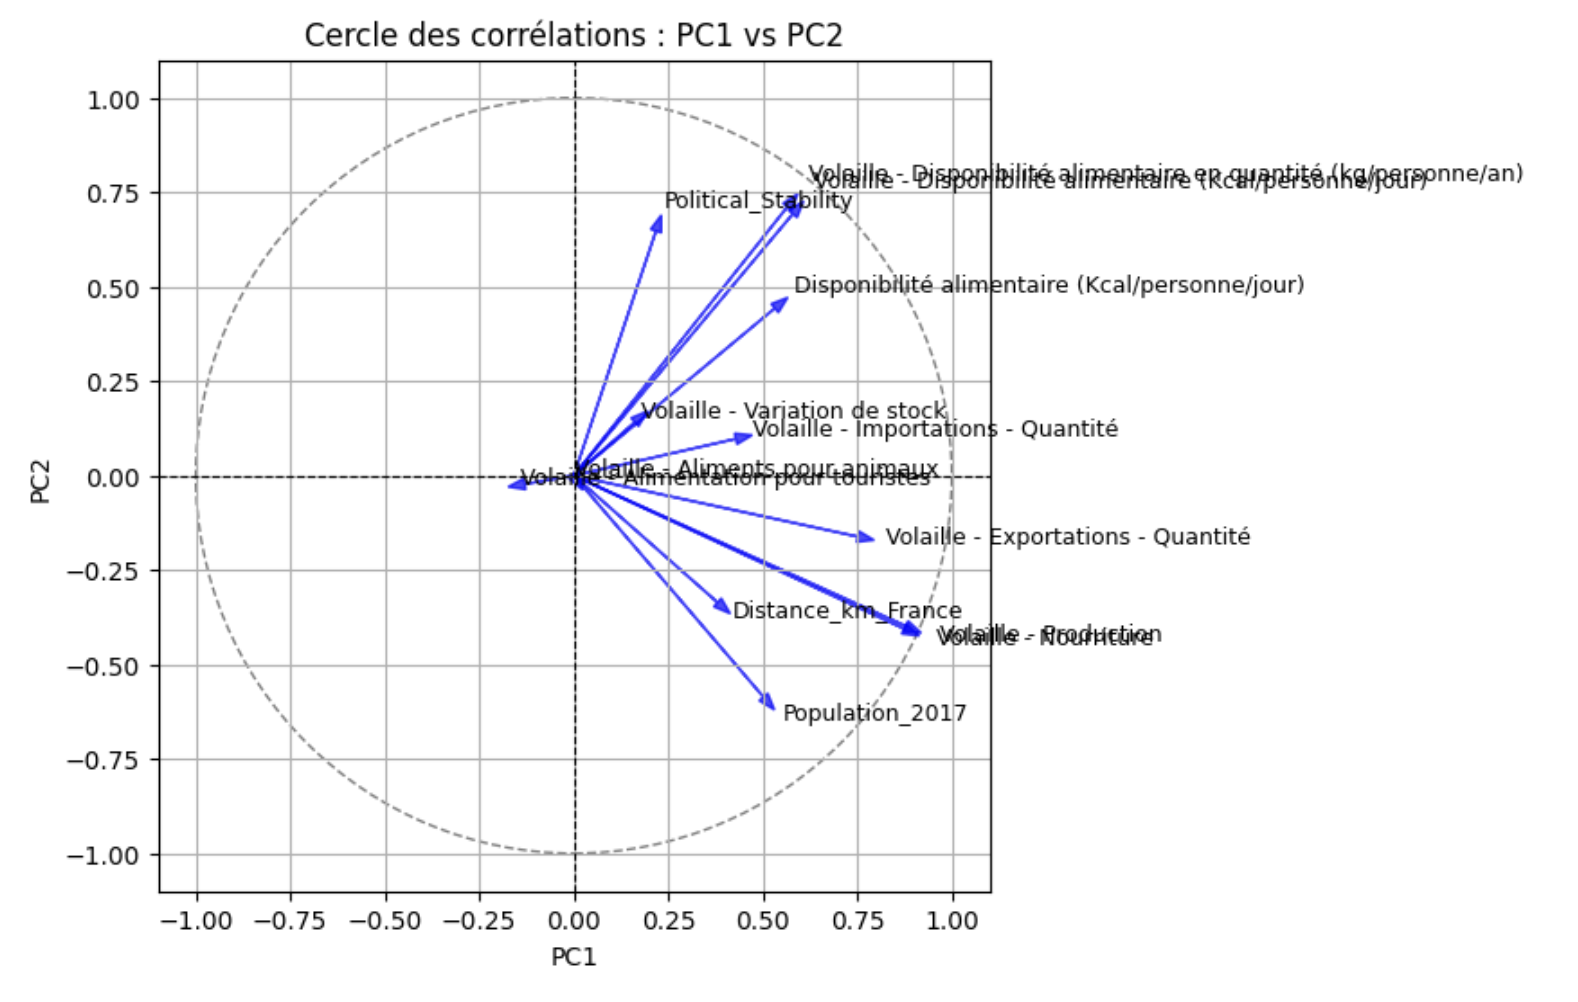 Cercle des corrélations : PC1 vs PC2
1.00
0.75
0.50
0.25
0.00
−0.25
−0.50
−0.75
−1.00
PC2
Volaille - Disponibilité alimentaire en quantité (kg/personne/an)
Volaille - Disponibilité alimentaire (Kcal/personne/jour)
Political_Stability
Disponibilité alimentaire (Kcal/personne/jour)
Volaille - Variation de stock
Volaille - Importations - Quantité
Volaille - Aliments pour animaux
Volaille - Alimentation pour touristes
Volaille - Exportations - Quantité
Distance_km_France
Volaille - Production
Volaille - Nourriture
Population_2017
−1.00 −0.75 −0.50 −0.25 0.00 0.25 0.50 0.75 1.00
PC1